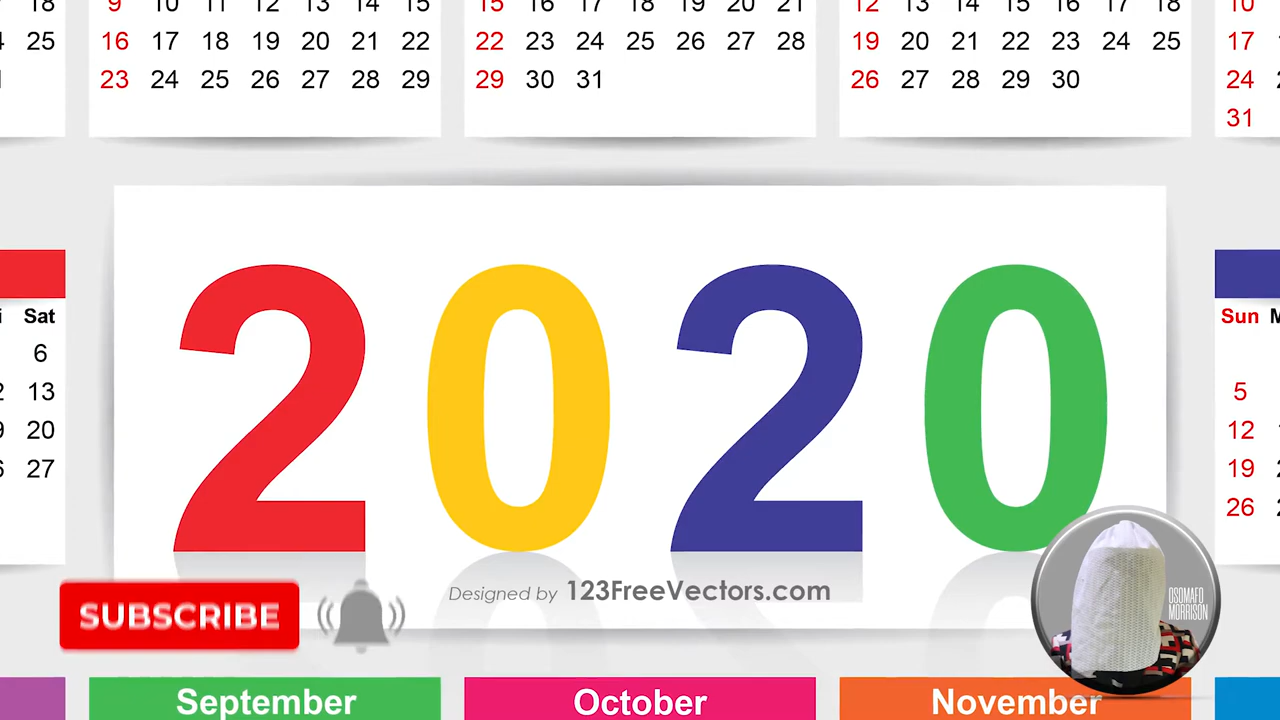 18 9 10 11 12 13 14 15 15 16 17 18 19 20 21 12 13 14 15 16 17 18 10
25 16 17 18 19 20 21 22 22 23 24 25 26 27 28 19 20 21 22 23 24 25 17
23 24 25 26 27 28 29 29 30 31 26 27 28 29 30 24
31
2020
Sat
6
13
20
27
Sun
5
12
19
26
Designed by 123FreeVectors.com
SUBSCRIBE
OSOMAFO
MORRISON
September October November